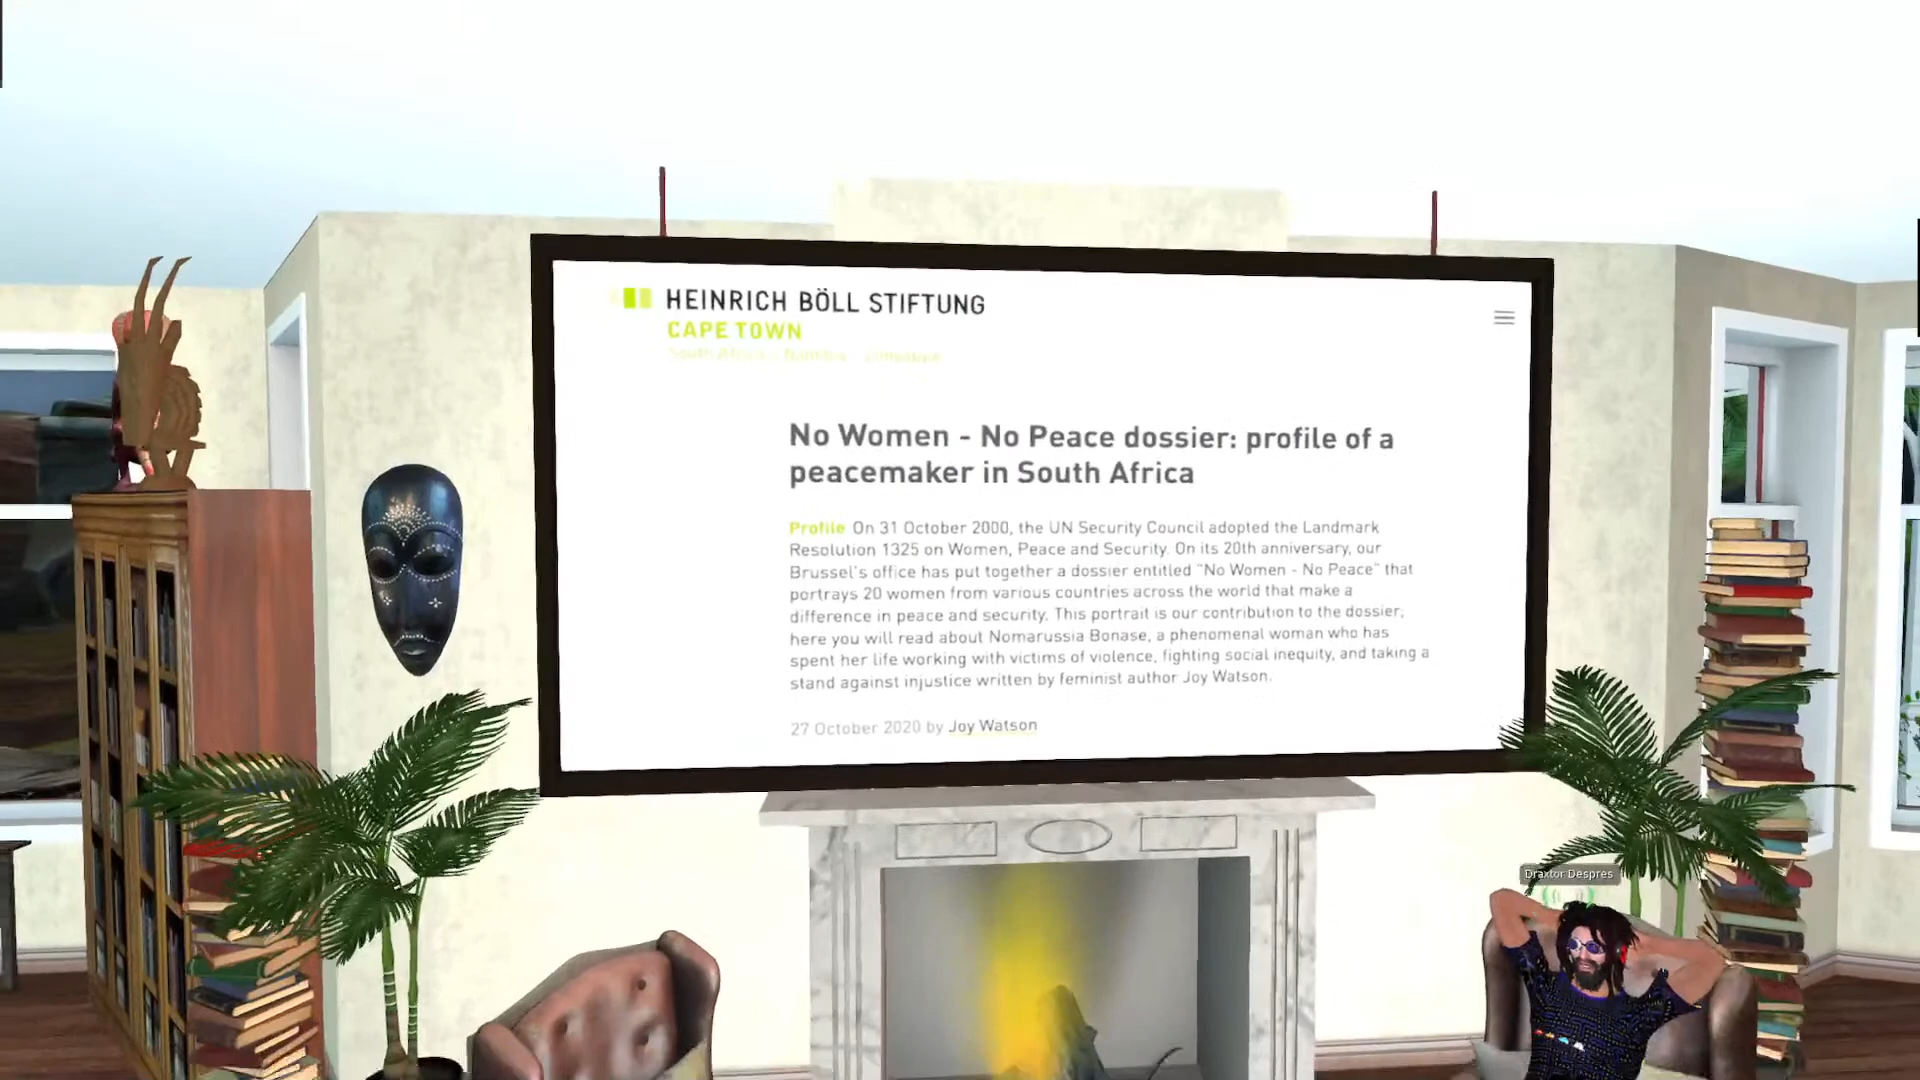 HEINRICH BÖLL STIFTUNG
CAPE TOWN
South Africa Namibia Zimbabwe
No Women - No Peace dossier: profile of a
peacemaker in South Africa
Profile On 31 October 2000, the UN Security Council adopted the Landmark
Resolution 1325 on Women, Peace and Security. On its 20th anniversary, our
Brussel's office has put together a dossier entitled "No Women - No Peace" that
portrays 20 women from various countries across the world that make a
difference in peace and security. This portrait is our contribution to the dossier;
here you will read about Nomarussia Bonase, a phenomenal woman who has
spent her life working with victims of violence, fighting social inequity, and taking a
stand against injustice written by feminist author Joy Watson.
27 October 2020 by Joy Watson
Draxtor Despres